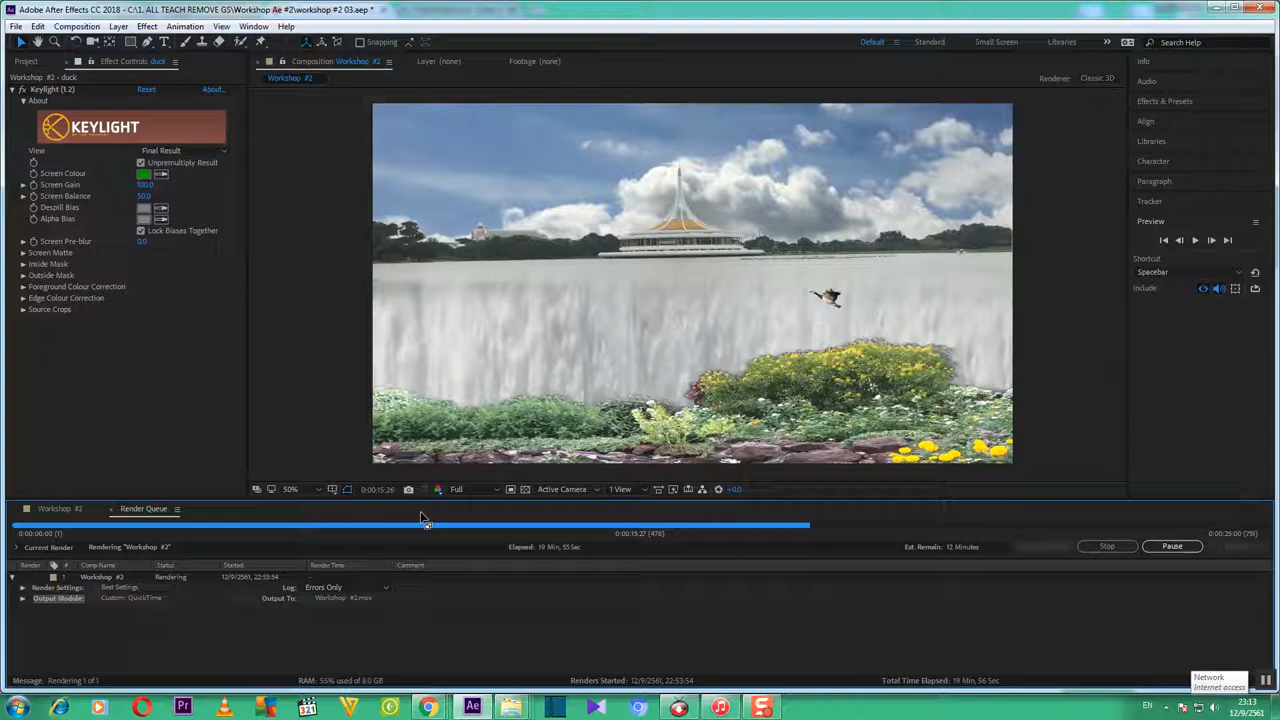 Adobe After Effects CC 2018 - C:\1. ALL TEACH REMOVE GS\Workshop Ae #2\workshop #2 03.aep *
File Edit Composition Layer Effect Animation View Window Help
Snapping
Default Standard Small Screen Libraries Search Help
Project Effect Controls duck
Composition Workshop #2 Layer (none) Footage (none)
Workshop #2 - duck
Workshop #2
Renderer: Classic 3D
Keylight (1.2) Reset About...
About
KEYLIGHT
View Final Result
Unpremultiply Result
Screen Colour
Screen Gain 100.0
Screen Balance 50.0
Despill Bias
Alpha Bias
Lock Biases Together
Screen Pre-blur 0.0
Screen Matte
Inside Mask
Outside Mask
Foreground Colour Correction
Edge Colour Correction
Source Crops
Info
Audio
Effects & Presets
Align
Libraries
Character
Paragraph
Tracker
Preview
Shortcut
Spacebar
Include
50% 0:00:15:26 Full Active Camera 1 View +0.0
Workshop #2 Render Queue
0:00:00:00 (1) 0:00:15:27 (478) 0:00:25:00 (751)
Current Render Rendering "Workshop #2" Elapsed: 19 Min, 55 Sec Est. Remain: 12 Minutes Stop Pause
Render # Comp Name Status Started Render Time Comment
1 Workshop #2 Rendering 12/9/2561, 22:53:54 -
Render Settings: Best Settings Log: Errors Only
Output Module: Custom: QuickTime Output To: Workshop #2.mov
Network
Internet access
Message: Rendering 1 of 1 RAM: 55% used of 8.0 GB Renders Started: 12/9/2561, 22:53:54 Total Time Elapsed: 19 Min, 56 Sec
Pr Ae
EN
23:13
12/9/2561